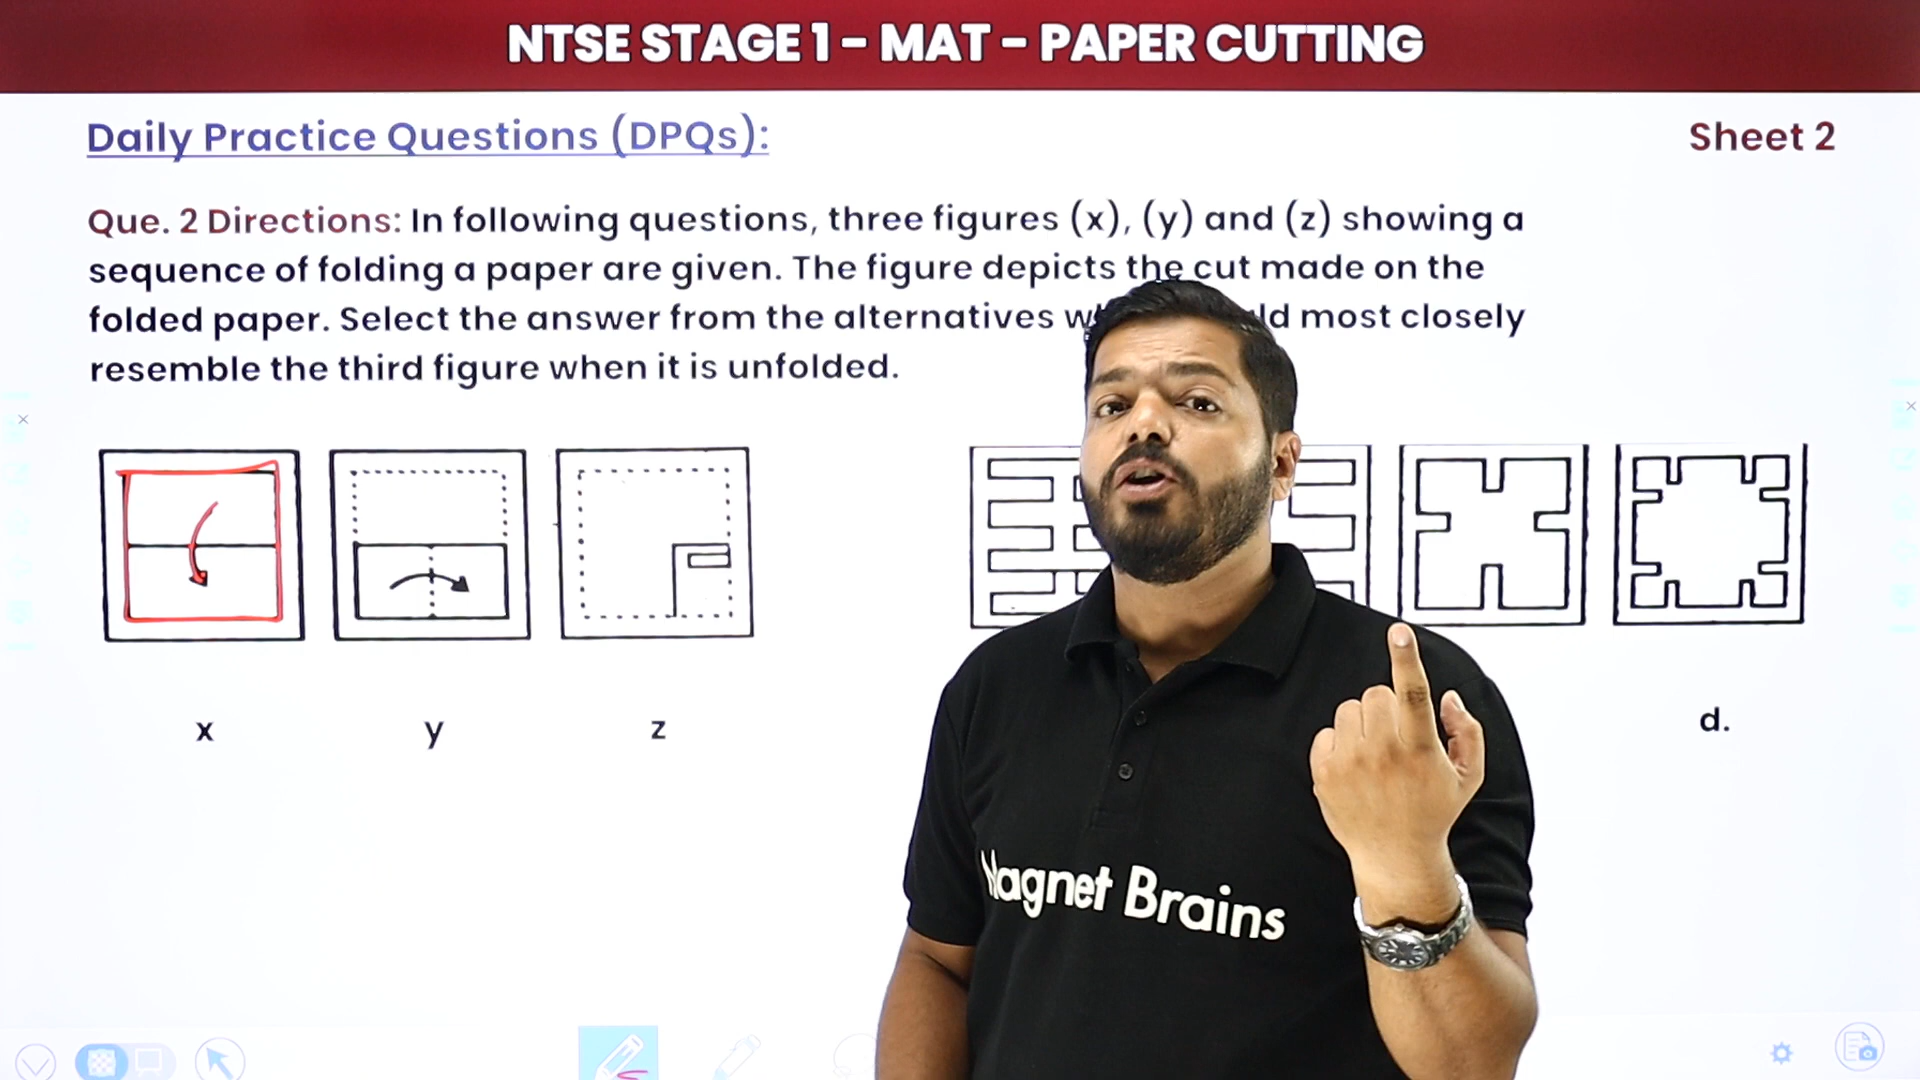 NTSE STAGE 1 – MAT – PAPER CUTTING
Daily Practice Questions (DPQs):
Sheet 2
Que. 2 Directions: In following questions, three figures (x), (y) and (z) showing a
sequence of folding a paper are given. The figure depicts the cut made on the
folded paper. Select the answer from the alternatives most closely
resemble the third figure when it is unfolded.
x y z d.
Magnet Brains